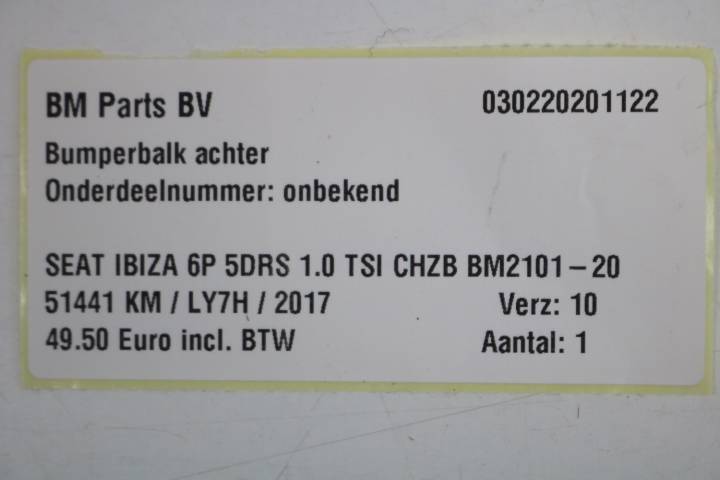 BM Parts BV 030220201122
Bumperbalk achter
Onderdeelnummer: onbekend
SEAT IBIZA 6P 5DRS 1.0 TSI CHZB BM2101-20
51441 KM / LY7H / 2017 Verz: 10
49.50 Euro incl. BTW Aantal: 1